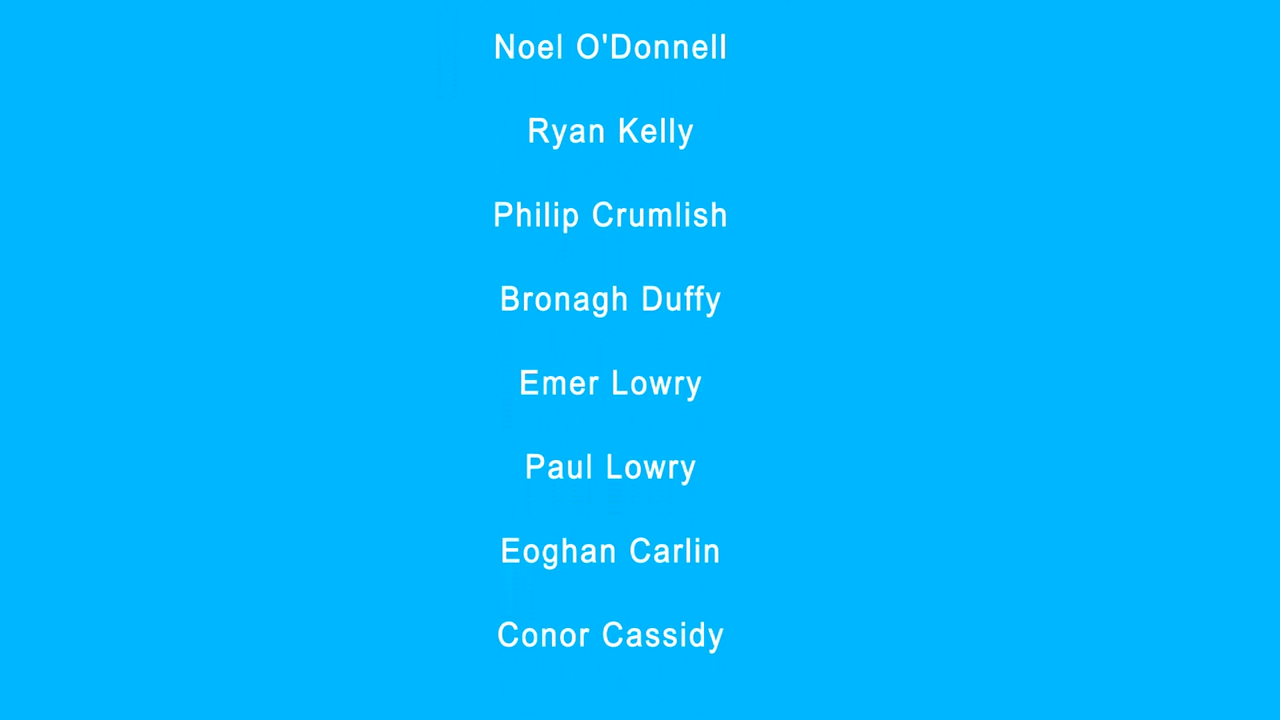 Noel O'Donnell
Ryan Kelly
Philip Crumlish
Bronagh Duffy
Emer Lowry
Paul Lowry
Eoghan Carlin
Conor Cassidy